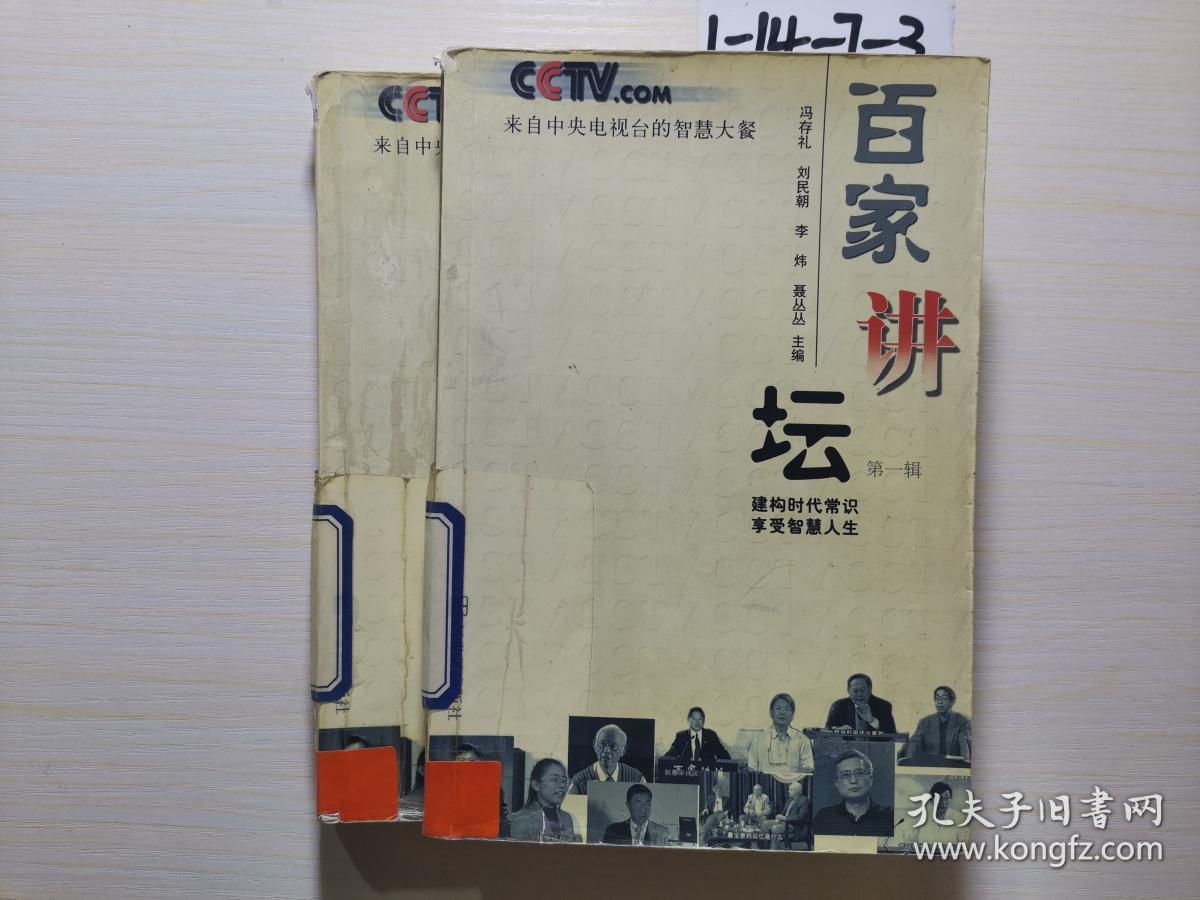 1-14-7-3
CCTV.COM
来自中央电视台的智慧大餐
冯存礼 刘民朝 李 炜 聂丛丛 主编
百家讲坛
第一辑
建构时代常识
享受智慧人生
CCT
来自中
社
社
孔夫子旧书网
www.kongfz.com